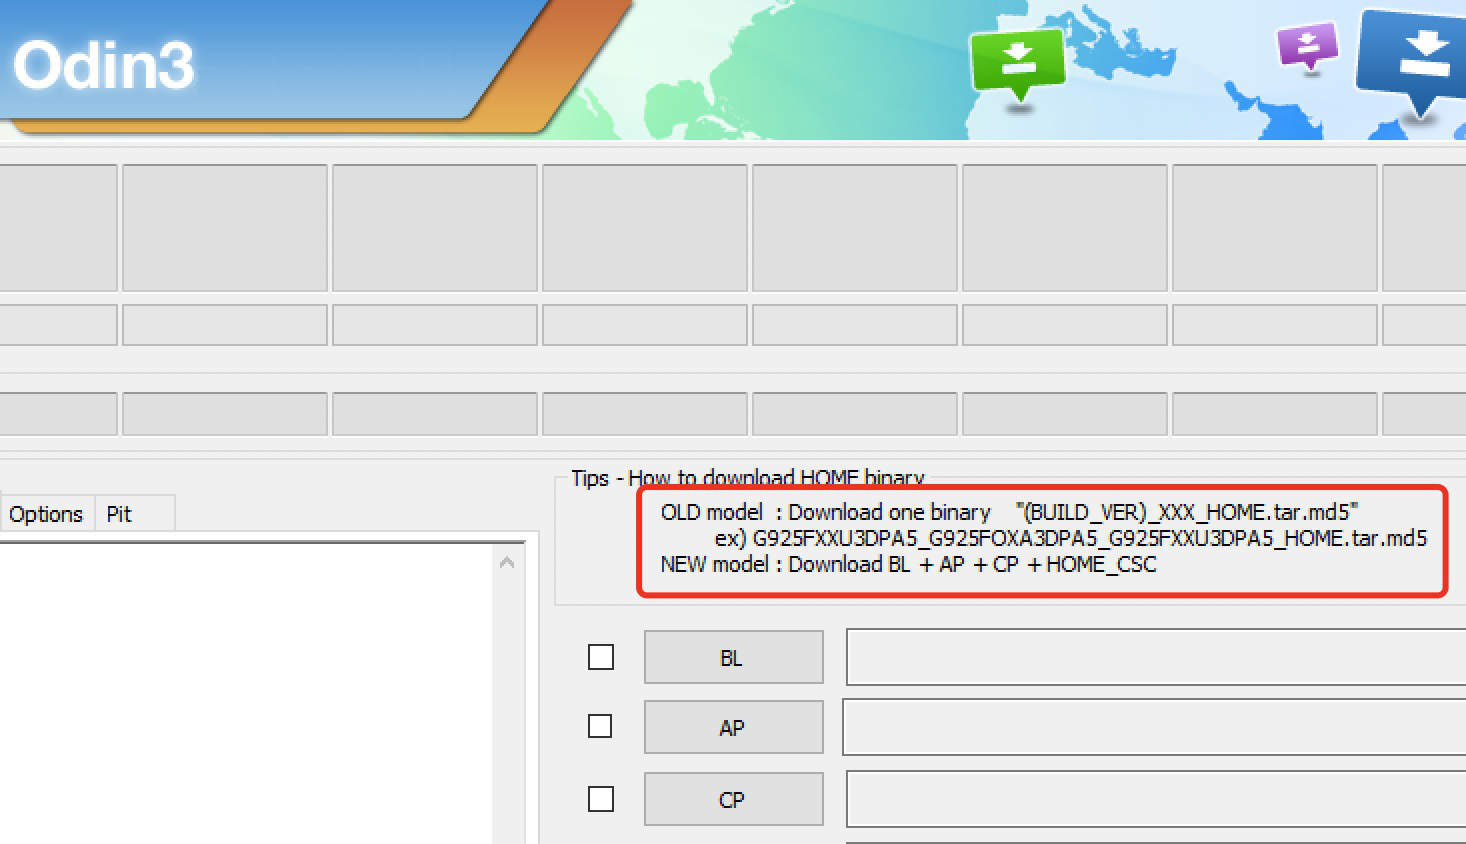 Odin3
Options
Pit
Tips - How to download HOME binary
OLD model : Download one binary "(BUILD_VER)_XXX_HOME.tar.md5"
ex) G925FXXU3DPA5_G925FOXA3DPA5_G925FXXU3DPA5_HOME.tar.md5
NEW model : Download BL + AP + CP + HOME_CSC
BL
AP
CP